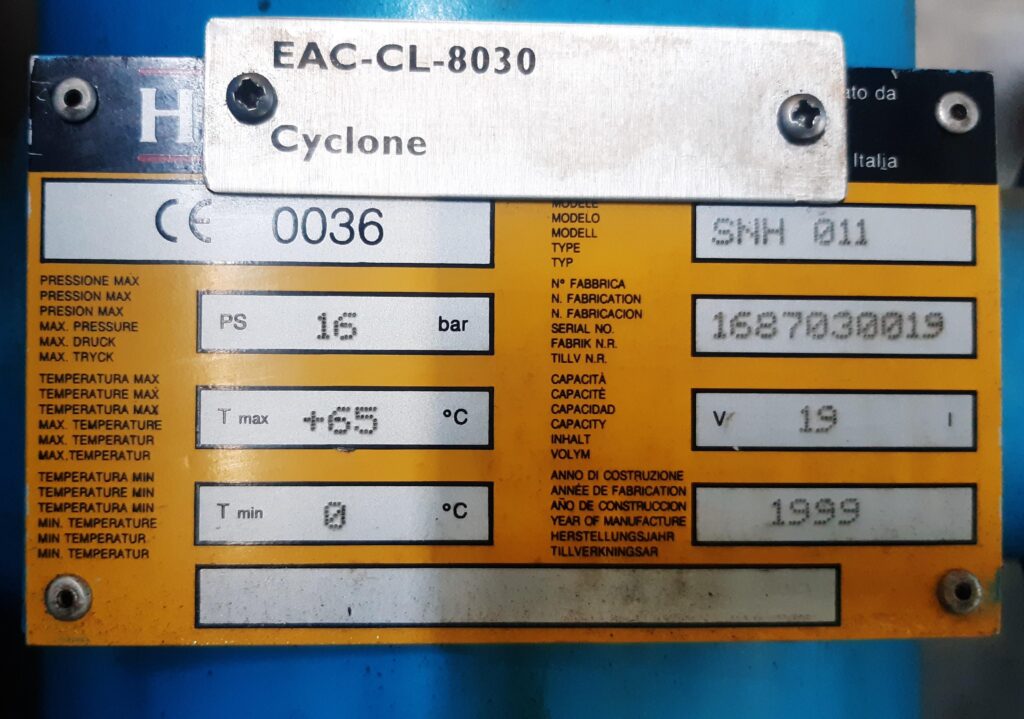 EAC-CL-8030
Cyclone
H
ato da
Italia
CE 0036
PRESSIONE MAX
PRESSION MAX
PRESION MAX
MAX. PRESSURE
MAX. DRUCK
MAX. TRYCK
PS 16 bar
TEMPERATURA MAX
TEMPERATURE MAX
TEMPERATURA MAX
MAX. TEMPERATURE
MAX. TEMPERATUR
MAX.TEMPERATUR
T max +65 °C
TEMPERATURA MIN
TEMPERATURE MIN
TEMPERATURA MIN
MIN. TEMPERATURE
MIN TEMPERATUR
MIN. TEMPERATUR
T min 0 °C
MODELE
MODELO
MODELL
TYPE
TYP
SNH 011
N° FABBRICA
N. FABRICATION
N. FABRICACION
SERIAL NO.
FABRIK N.R.
TILLV N.R.
1687030019
CAPACITÀ
CAPACITÈ
CAPACIDAD
CAPACITY
INHALT
VOLYM
V 19 l
ANNO DI COSTRUZIONE
ANNÉE DE FABRICATION
AÑO DE CONSTRUCCION
YEAR OF MANUFACTURE
HERSTELLUNGSJAHR
TILLVERKNINGSAR
1999